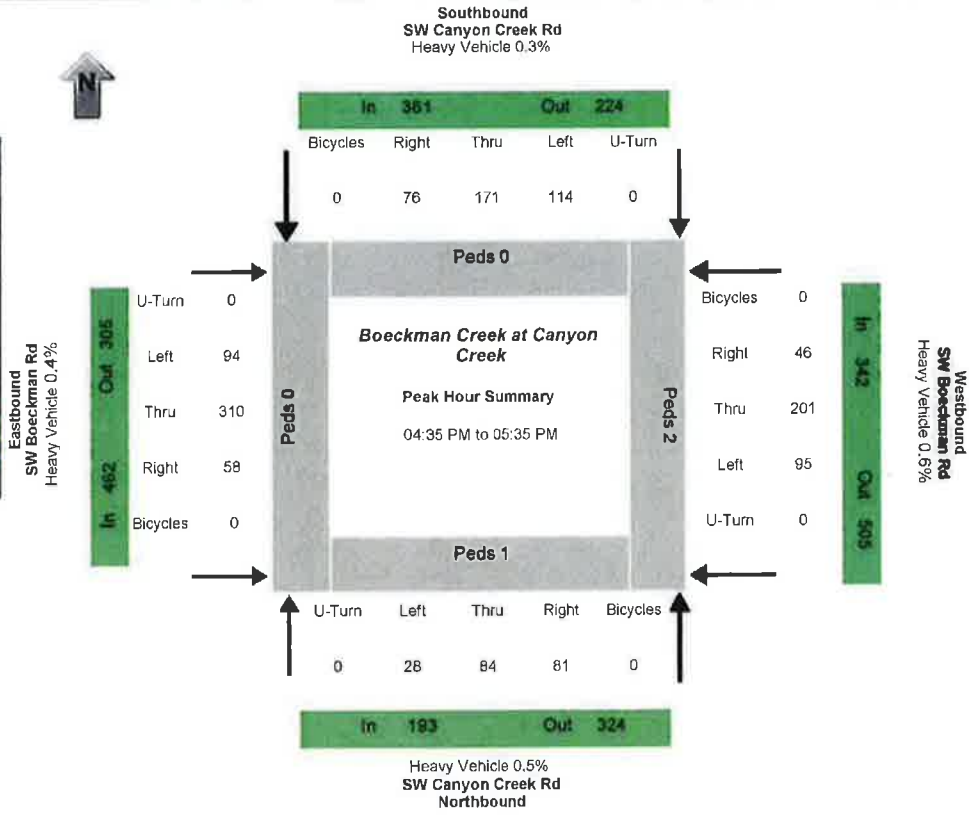 Southbound
SW Canyon Creek Rd
Heavy Vehicle 0.3%
N
In 361 Out 224
Bicycles Right Thru Left U-Turn
0 76 171 114 0
Peds 0
Eastbound
SW Boeckman Rd
Heavy Vehicle 0.4%
In 462 Out 305
U-Turn 0
Left 94
Thru 310
Right 58
Bicycles 0
Peds 0
Boeckman Creek at Canyon
Creek
Peak Hour Summary
04:35 PM to 05:35 PM
Peds 2
Bicycles 0
Right 46
Thru 201
Left 95
U-Turn 0
In 342 Out 505
Westbound
SW Boeckman Rd
Heavy Vehicle 0.6%
Peds 1
U-Turn Left Thru Right Bicycles
0 28 84 81 0
In 193 Out 324
Heavy Vehicle 0.5%
SW Canyon Creek Rd
Northbound